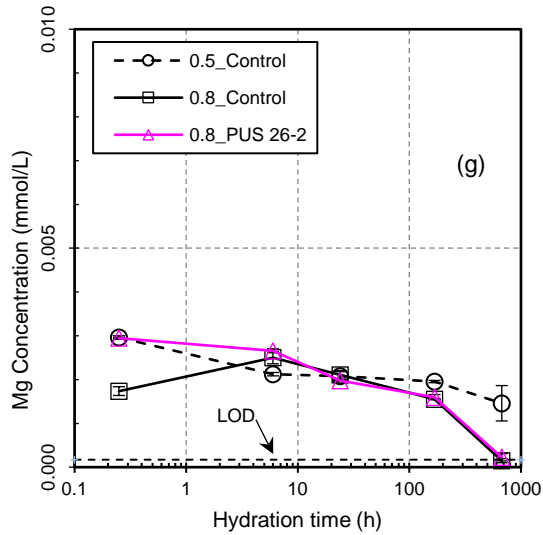 0.010
0.5_Control
0.8_Control
0.8_PUS 26-2
(g)
Mg Concentration (mmol/L)
0.005
LOD
0.000
0.1 1 10 100 1000
Hydration time (h)